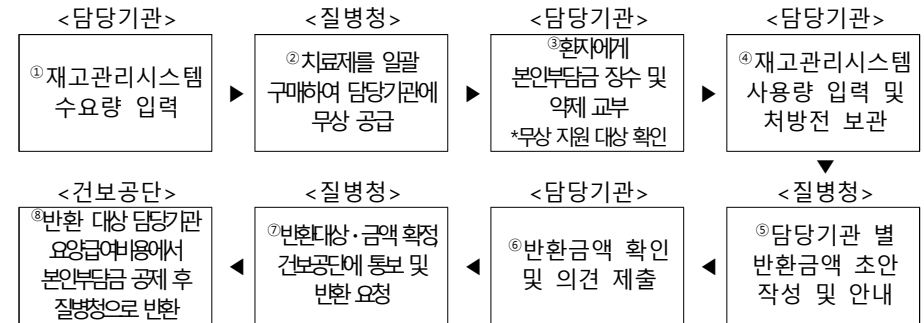 <담당기관>
①재고관리시스템
수요량 입력
▶
<질병청>
②치료제를 일괄
구매하여 담당기관에
무상 공급
▶
<담당기관>
③환자에게
본인부담금 징수 및
약제 교부
*무상 지원 대상 확인
▶
<담당기관>
④재고관리시스템
사용량 입력 및
처방전 보관
▼
<질병청>
⑤담당기관 별
반환금액 초안
작성 및 안내
◀
<담당기관>
⑥반환금액 확인
및 의견 제출
◀
<질병청>
⑦반환대상·금액 확정,
건보공단에 통보 및
반환 요청
◀
<건보공단>
⑧반환 대상 담당기관
요양급여비용에서
본인부담금 공제 후
질병청으로 반환